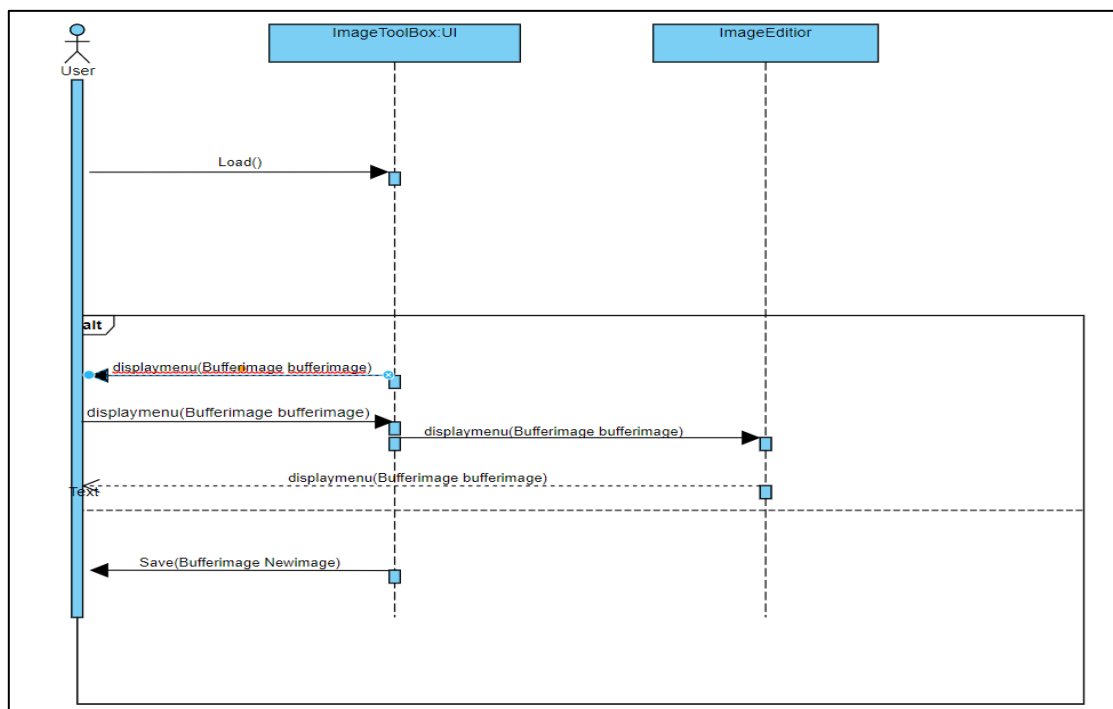 ImageToolBox:UI
ImageEditior
User
Load()
alt
displaymenu(Bufferimage bufferimage)
displaymenu(Bufferimage bufferimage)
displaymenu(Bufferimage bufferimage)
displaymenu(Bufferimage bufferimage)
Text
Save(Bufferimage Newimage)